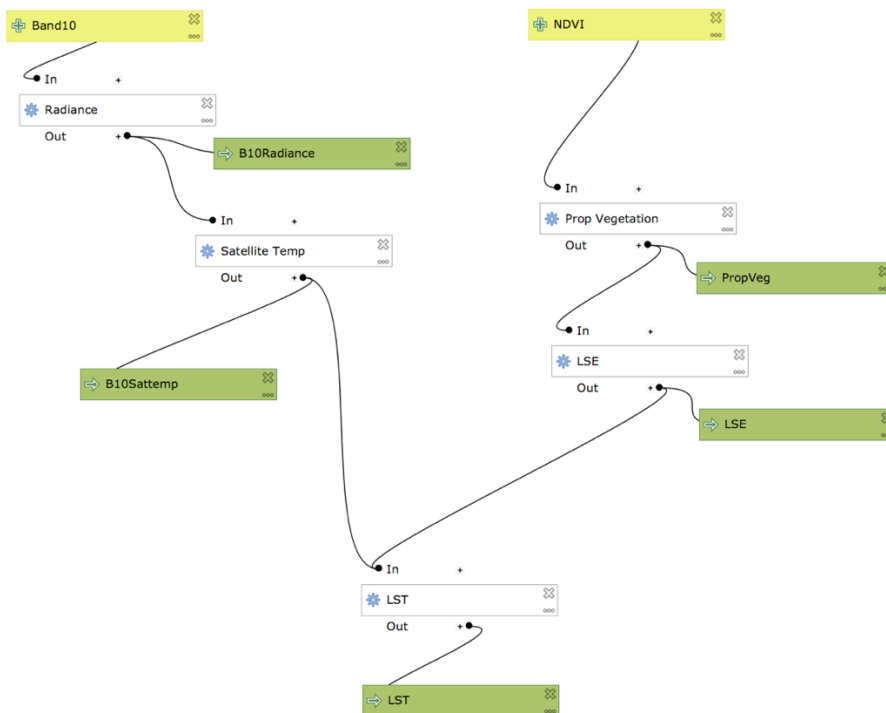 Band10
NDVI
In
Radiance
Out
B10Radiance
In
Prop Vegetation
In
Satellite Temp
Out
Out
PropVeg
In
LSE
B10Sattemp
Out
LSE
In
LST
Out
LST